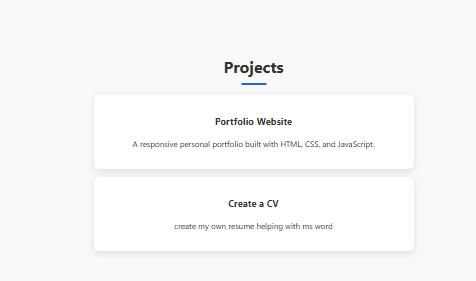 Projects
Portfolio Website
A responsive personal portfolio built with HTML, CSS, and JavaScript.
Create a CV
create my own resume helping with ms word